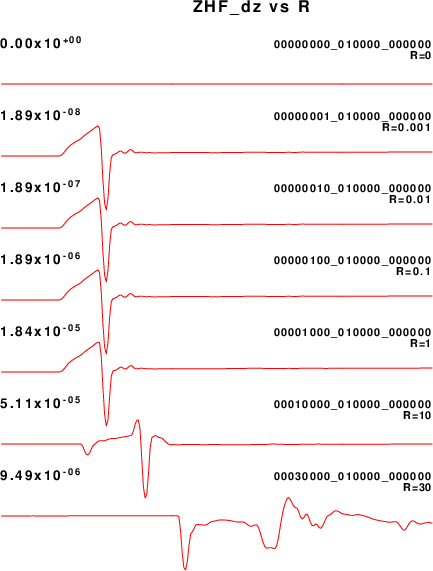 ZHF_dz vs R
0.00x10+00 00000000_010000_000000
R=0
1.89x10-08 00000001_010000_000000
R=0.001
1.89x10-07 00000010_010000_000000
R=0.01
1.89x10-06 00000100_010000_000000
R=0.1
1.84x10-05 00001000_010000_000000
R=1
5.11x10-05 00010000_010000_000000
R=10
9.49x10-06 00030000_010000_000000
R=30